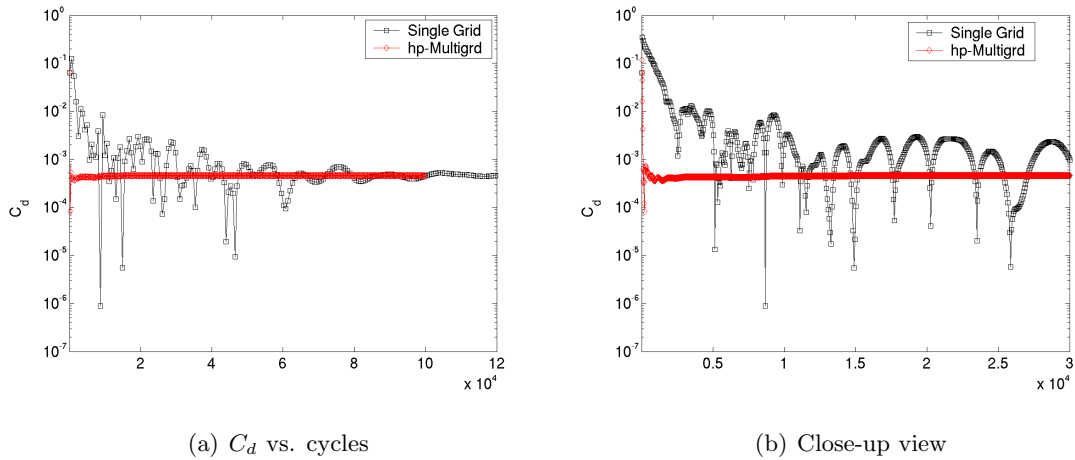 10^0
10^-1
10^-2
10^-3
10^-4
10^-5
10^-6
10^-7
C_d
Single Grid
hp-Multigrd
2 4 6 8 10 12
x 10^4
(a) C_d vs. cycles
10^0
10^-1
10^-2
10^-3
10^-4
10^-5
10^-6
10^-7
C_d
Single Grid
hp-Multigrd
0.5 1 1.5 2 2.5 3
x 10^4
(b) Close-up view